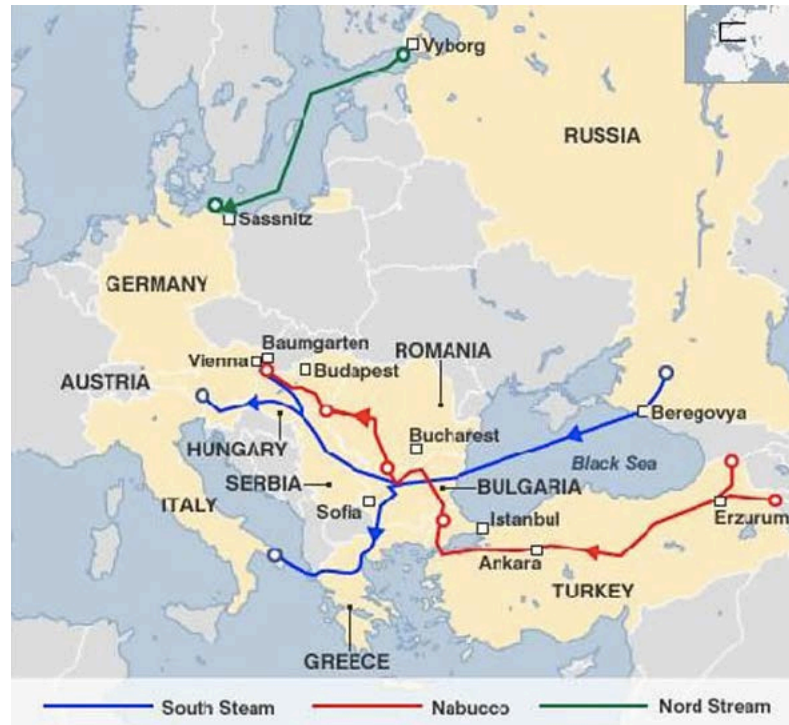 Vyborg
RUSSIA
Sassnitz
GERMANY
Baumgarten
Vienna
ROMANIA
Budapest
AUSTRIA
Beregovya
Bucharest
HUNGARY
Black Sea
SERBIA
BULGARIA
ITALY
Sofia
Istanbul
Erzurum
Ankara
TURKEY
GREECE
South Steam
Nabucco
Nord Stream